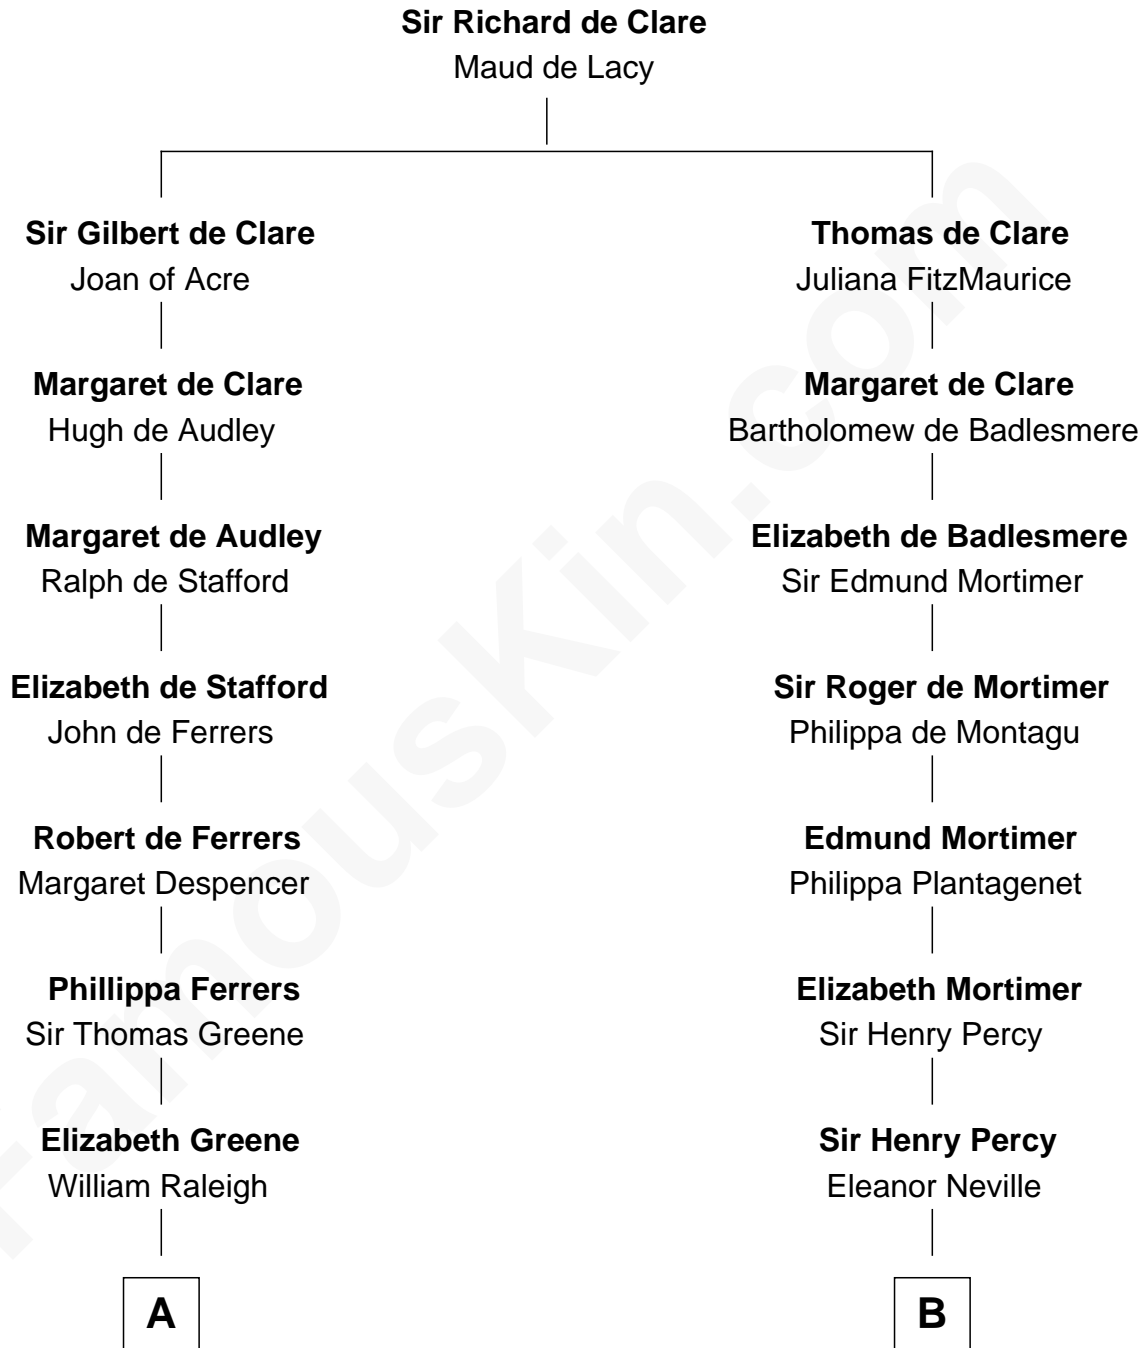 Sir Richard de Clare
Maud de Lacy
Sir Gilbert de Clare
Joan of Acre
Thomas de Clare
Juliana FitzMaurice
Margaret de Clare
Hugh de Audley
Margaret de Clare
Bartholomew de Badlesmere
Margaret de Audley
Ralph de Stafford
Elizabeth de Badlesmere
Sir Edmund Mortimer
Elizabeth de Stafford
John de Ferrers
Sir Roger de Mortimer
Philippa de Montagu
Robert de Ferrers
Margaret Despencer
Edmund Mortimer
Philippa Plantagenet
Phillippa Ferrers
Sir Thomas Greene
Elizabeth Mortimer
Sir Henry Percy
Elizabeth Greene
William Raleigh
Sir Henry Percy
Eleanor Neville
A
B
FamousKin.com